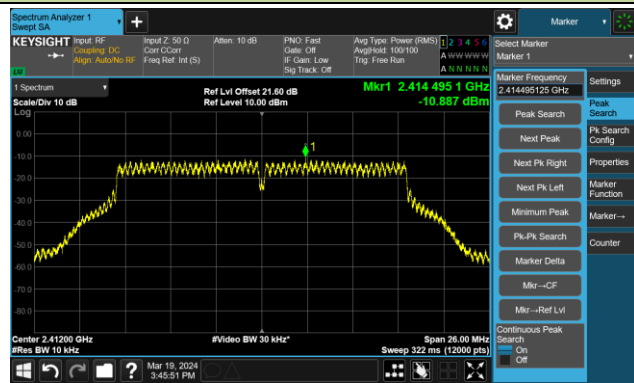 Spectrum Analyzer 1
Swept SA
Marker
KEYSIGHT
Input: RF
Coupling: DC
Align: Auto/No RF
Input Z: 50 Ω
Corr CCorr
Freq Ref: Int (S)
Atten: 10 dB
PNO: Fast
Gate: Off
IF Gain: Low
Sig Track: Off
Avg Type: Power (RMS)
Avg|Hold: 100/100
Trig: Free Run
1 2 3 4 5 6
A W W W W W
A N N N N N
LXI
Select Marker
Marker 1
1 Spectrum
Scale/Div 10 dB
Log
Ref Lvl Offset 21.60 dB
Ref Level 10.00 dBm
Mkr1 2.414 495 1 GHz
-10.887 dBm
1
0.00
-10.0
-20.0
-30.0
-40.0
-50.0
-60.0
-70.0
-80.0
Center 2.41200 GHz
#Res BW 10 kHz
#Video BW 30 kHz*
Span 26.00 MHz
Sweep 322 ms (12000 pts)
Marker Frequency
2.414495125 GHz
Peak Search
Next Peak
Next Pk Right
Next Pk Left
Minimum Peak
Pk-Pk Search
Marker Delta
Mkr→CF
Mkr→Ref Lvl
Continuous Peak
Search
On
Off
Settings
Peak
Search
Pk Search
Config
Properties
Marker
Function
Marker→
Counter
?
Mar 19, 2024
3:45:51 PM